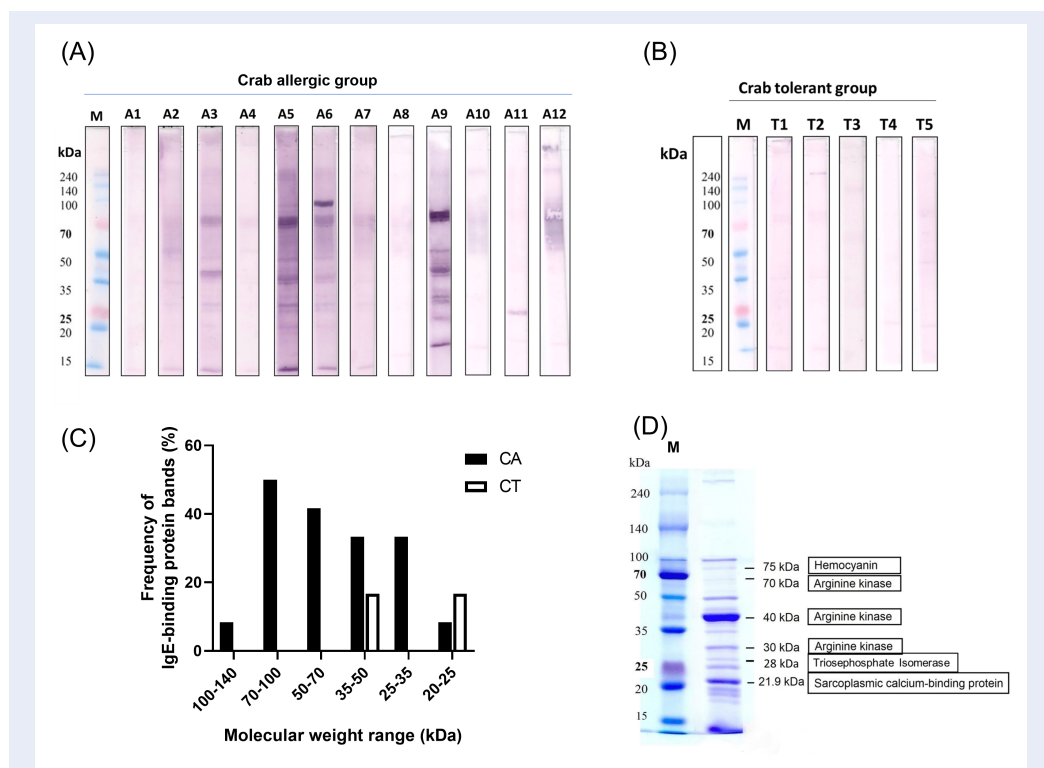 (A)
Crab allergic group
M A1 A2 A3 A4 A5 A6 A7 A8 A9 A10 A11 A12
kDa
240
140
100
70
50
35
25
20
15
(B)
Crab tolerant group
M T1 T2 T3 T4 T5
kDa
240
140
100
70
50
35
25
20
15
(C)
Frequency of
IgE-binding protein bands (%)
60
40
20
0
CA
CT
100-140 70-100 50-70 35-50 25-35 20-25
Molecular weight range (kDa)
(D)
M
kDa
240
140
100
70
50
35
25
20
15
75 kDa Hemocyanin
70 kDa Arginine kinase
40 kDa Arginine kinase
30 kDa Arginine kinase
28 kDa Triosephosphate Isomerase
21.9 kDa Sarcoplasmic calcium-binding protein